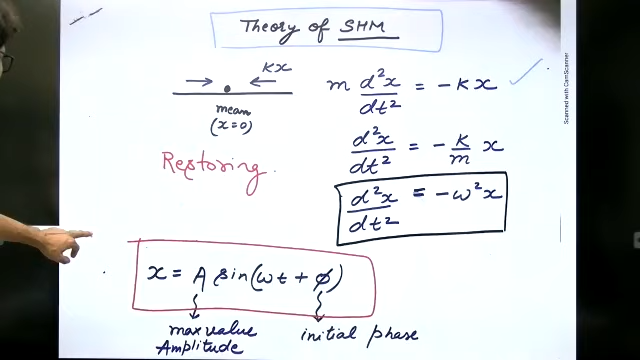 Theory of SHM
Kx
mean
(x=0)
Restoring
m d²x/dt² = -Kx
d²x/dt² = - K/m x
d²x/dt² = -ω²x
x = A sin(ωt + ϕ)
max value
Amplitude
initial phase
Scanned with CamScanner